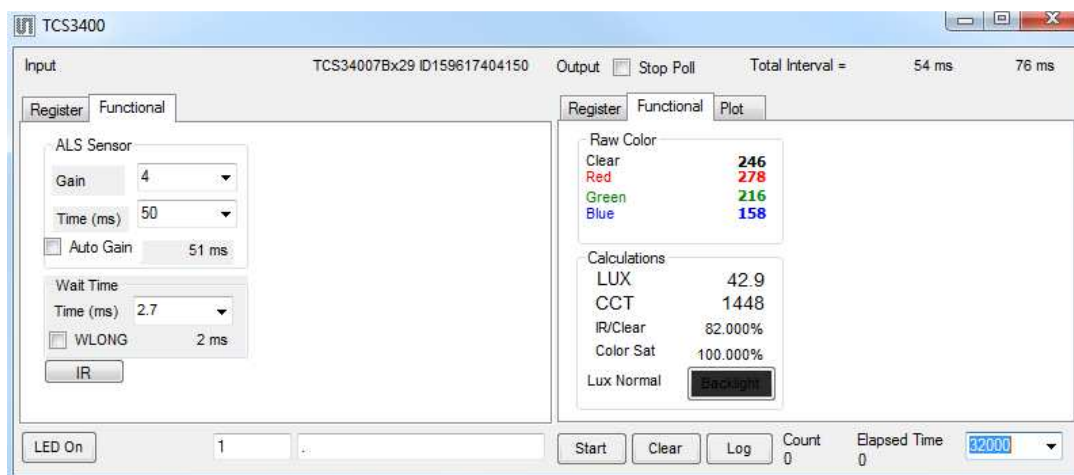 TCS3400
Input TCS34007Bx29 ID159617404150 Output Stop Poll Total Interval = 54 ms 76 ms
Register Functional
ALS Sensor
Gain 4
Time (ms) 50
Auto Gain 51 ms
Wait Time
Time (ms) 2.7
WLONG 2 ms
IR
Register Functional Plot
Raw Color
Clear 246
Red 278
Green 216
Blue 158
Calculations
LUX 42.9
CCT 1448
IR/Clear 82.000%
Color Sat 100.000%
Lux Normal Backlight
LED On 1 . Start Clear Log Count 0 Elapsed Time 0 32000